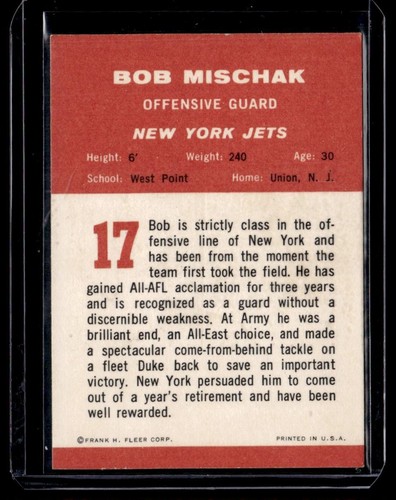 BOB MISCHAK
OFFENSIVE GUARD
NEW YORK JETS
Height: 6' Weight: 240 Age: 30
School: West Point Home: Union, N. J.
17
Bob is strictly class in the of-
fensive line of New York and
has been from the moment the
team first took the field. He has
gained All-AFL acclamation for three years
and is recognized as a guard without a
discernible weakness. At Army he was a
brilliant end, an All-East choice, and made
a spectacular come-from-behind tackle on
a fleet Duke back to save an important
victory. New York persuaded him to come
out of a year's retirement and have been
well rewarded.
©FRANK H. FLEER CORP. PRINTED IN U.S.A.